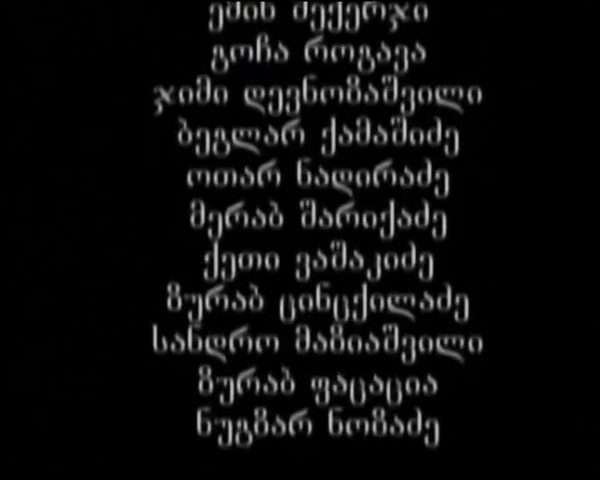 გოჩა როგავა
ჯიმი დევნოზაშვილი
ბეგლარ ქამაშიძე
ოთარ ნადირაძე
მერაბ შარიქაძე
ქეთი ვაშაკიძე
ზურაბ ცინცქილაძე
სანდრო მაზიაშვილი
ზურაბ ფაცაცია
ნუგზარ ნოზაძე